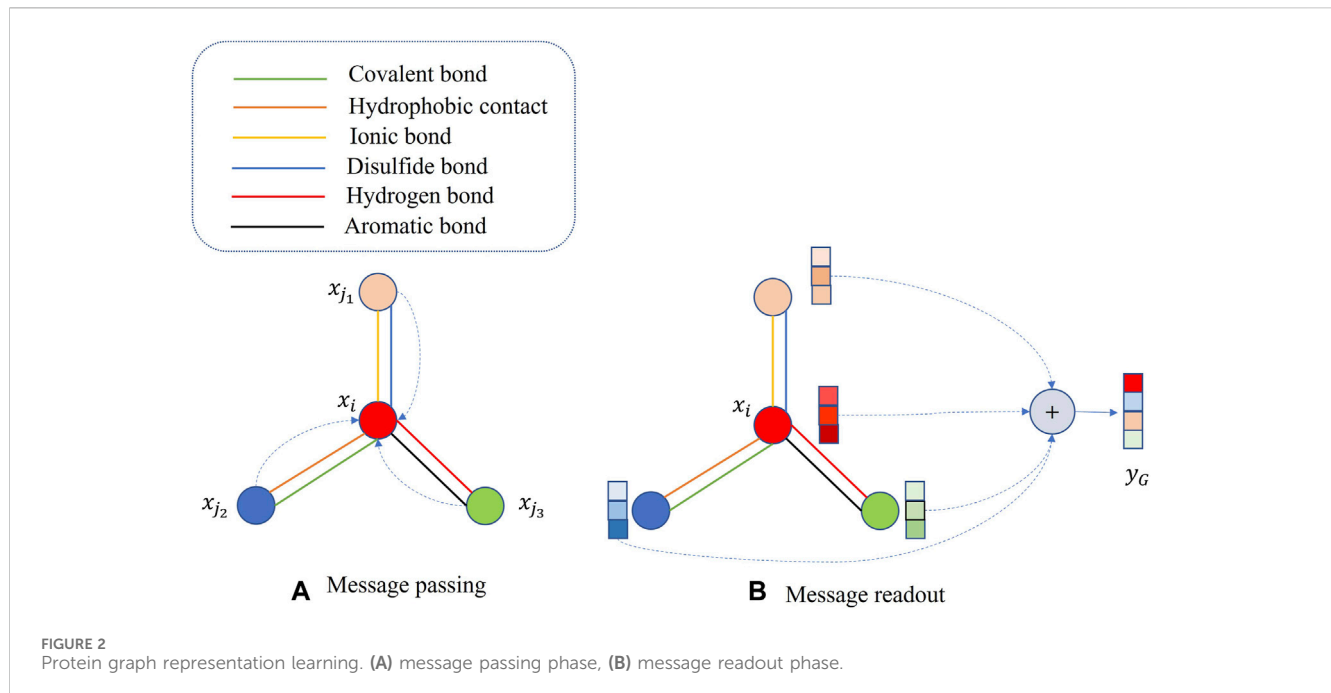 Covalent bond
Hydrophobic contact
Ionic bond
Disulfide bond
Hydrogen bond
Aromatic bond
x_{j_1}
x_i
x_{j_2}
x_{j_3}
A Message passing
x_i
+
y_G
B Message readout
FIGURE 2
Protein graph representation learning. (A) message passing phase, (B) message readout phase.